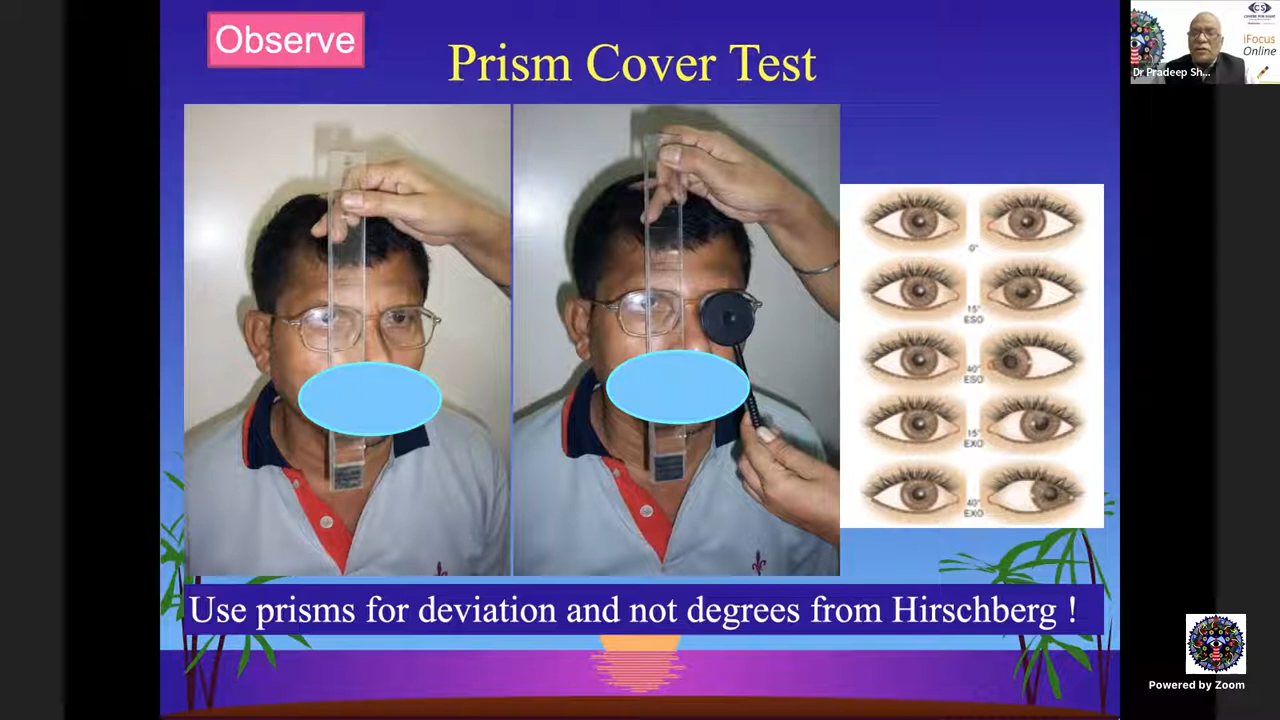 Observe
Prism Cover Test
0°
15°
ESO
40°
ESO
15°
EXO
40°
EXO
Use prisms for deviation and not degrees from Hirschberg !
Dr Pradeep Sh...
CS
iFocus
Online
Powered by Zoom